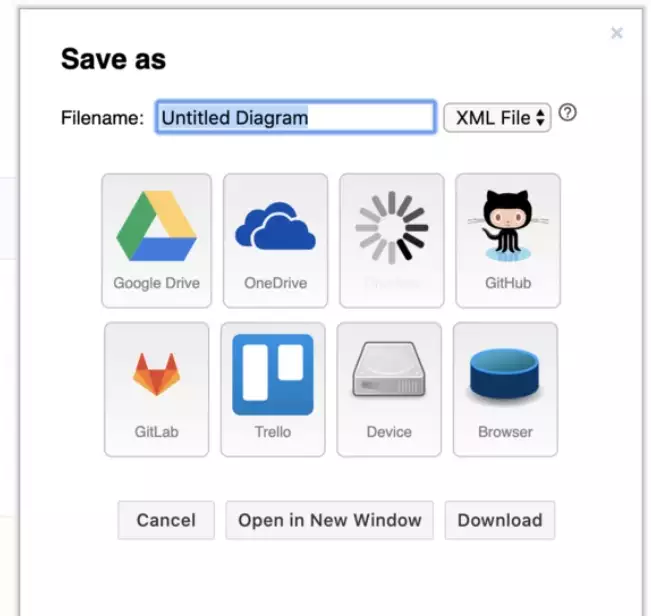 Save as
Filename: Untitled Diagram XML File
Google Drive OneDrive GitHub
GitLab Trello Device Browser
Cancel Open in New Window Download